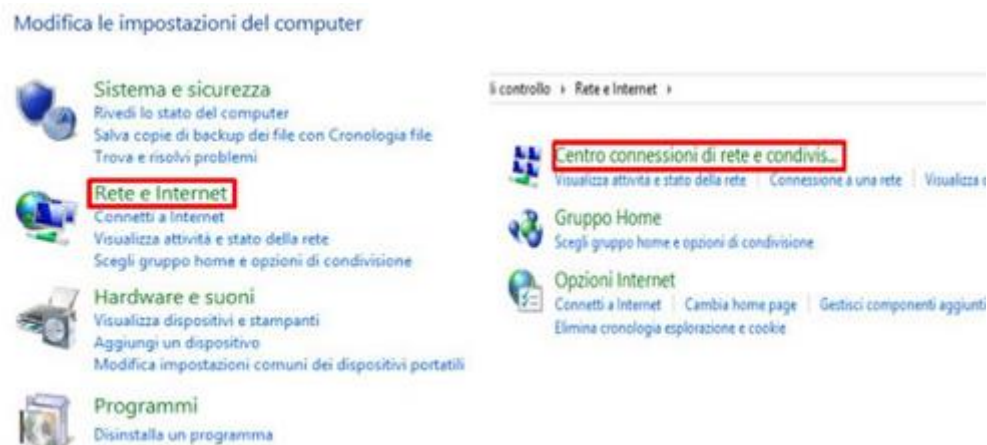 Modifica le impostazioni del computer
Sistema e sicurezza
Rivedi lo stato del computer
Salva copie di backup dei file con Cronologia file
Trova e risolvi problemi
Rete e Internet
Connetti a Internet
Visualizza attività e stato della rete
Scegli gruppo home e opzioni di condivisione
Hardware e suoni
Visualizza dispositivi e stampanti
Aggiungi un dispositivo
Modifica impostazioni comuni dei dispositivi portatili
Programmi
Disinstalla un programma
li controllo › Rete e Internet ›
Centro connessioni di rete e condivis...
Visualizza attività e stato della rete | Connessione a una rete | Visualizza
Gruppo Home
Scegli gruppo home e opzioni di condivisione
Opzioni Internet
Connetti a Internet | Cambia home page | Gestisci componenti aggiunti
Elimina cronologia esplorazione e cookie